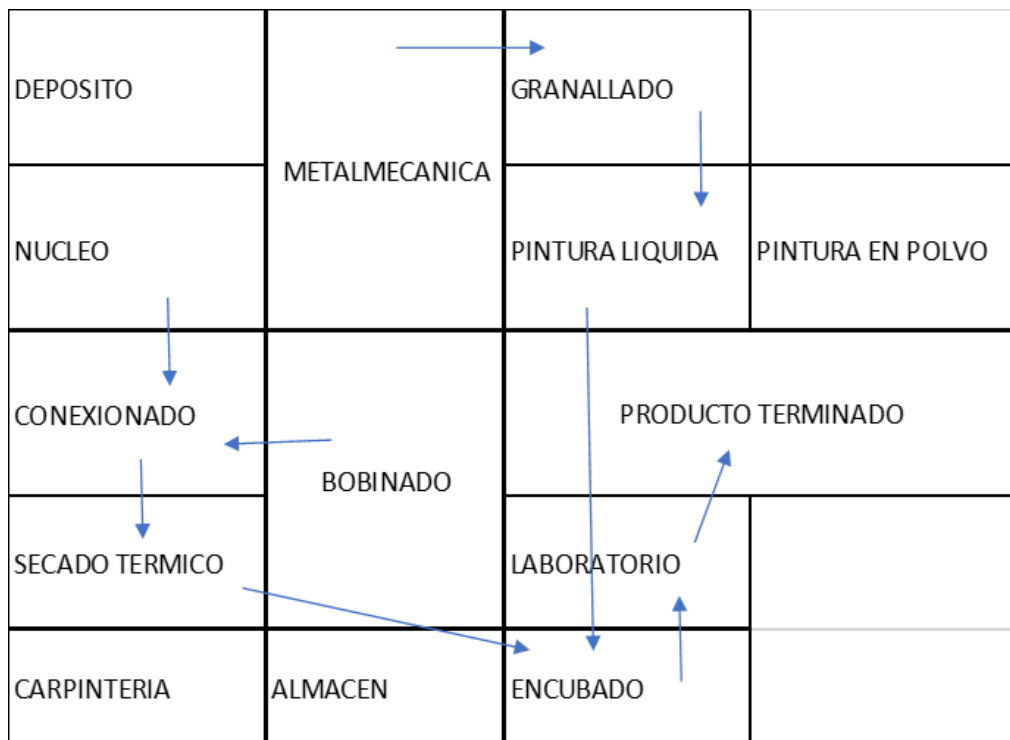 DEPOSITO
GRANALLADO
METALMECANICA
NUCLEO
PINTURA LIQUIDA
PINTURA EN POLVO
CONEXIONADO
PRODUCTO TERMINADO
BOBINADO
SECADO TERMICO
LABORATORIO
CARPINTERIA
ALMACEN
ENCUBADO